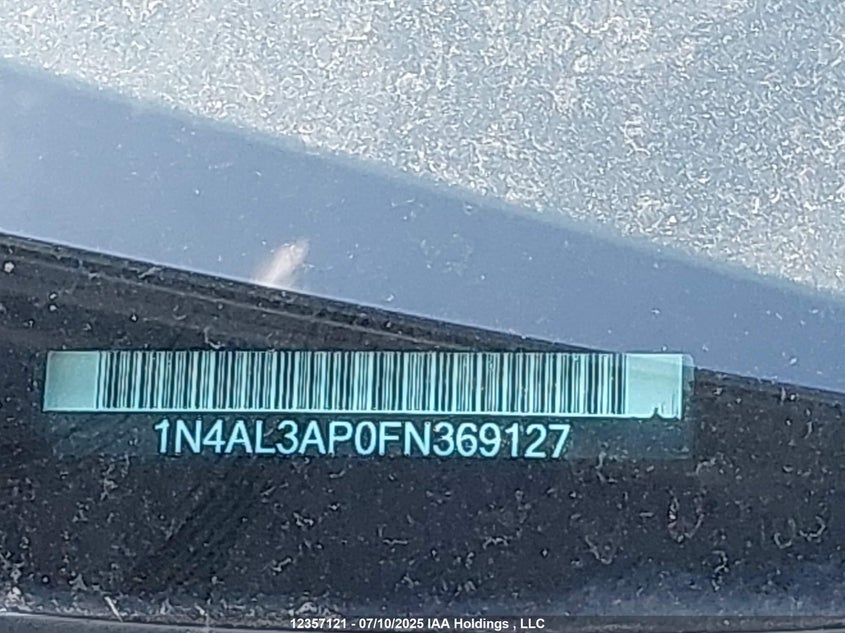 1N4AL3AP0FN369127
12357121 - 07/10/2025 IAA Holdings , LLC